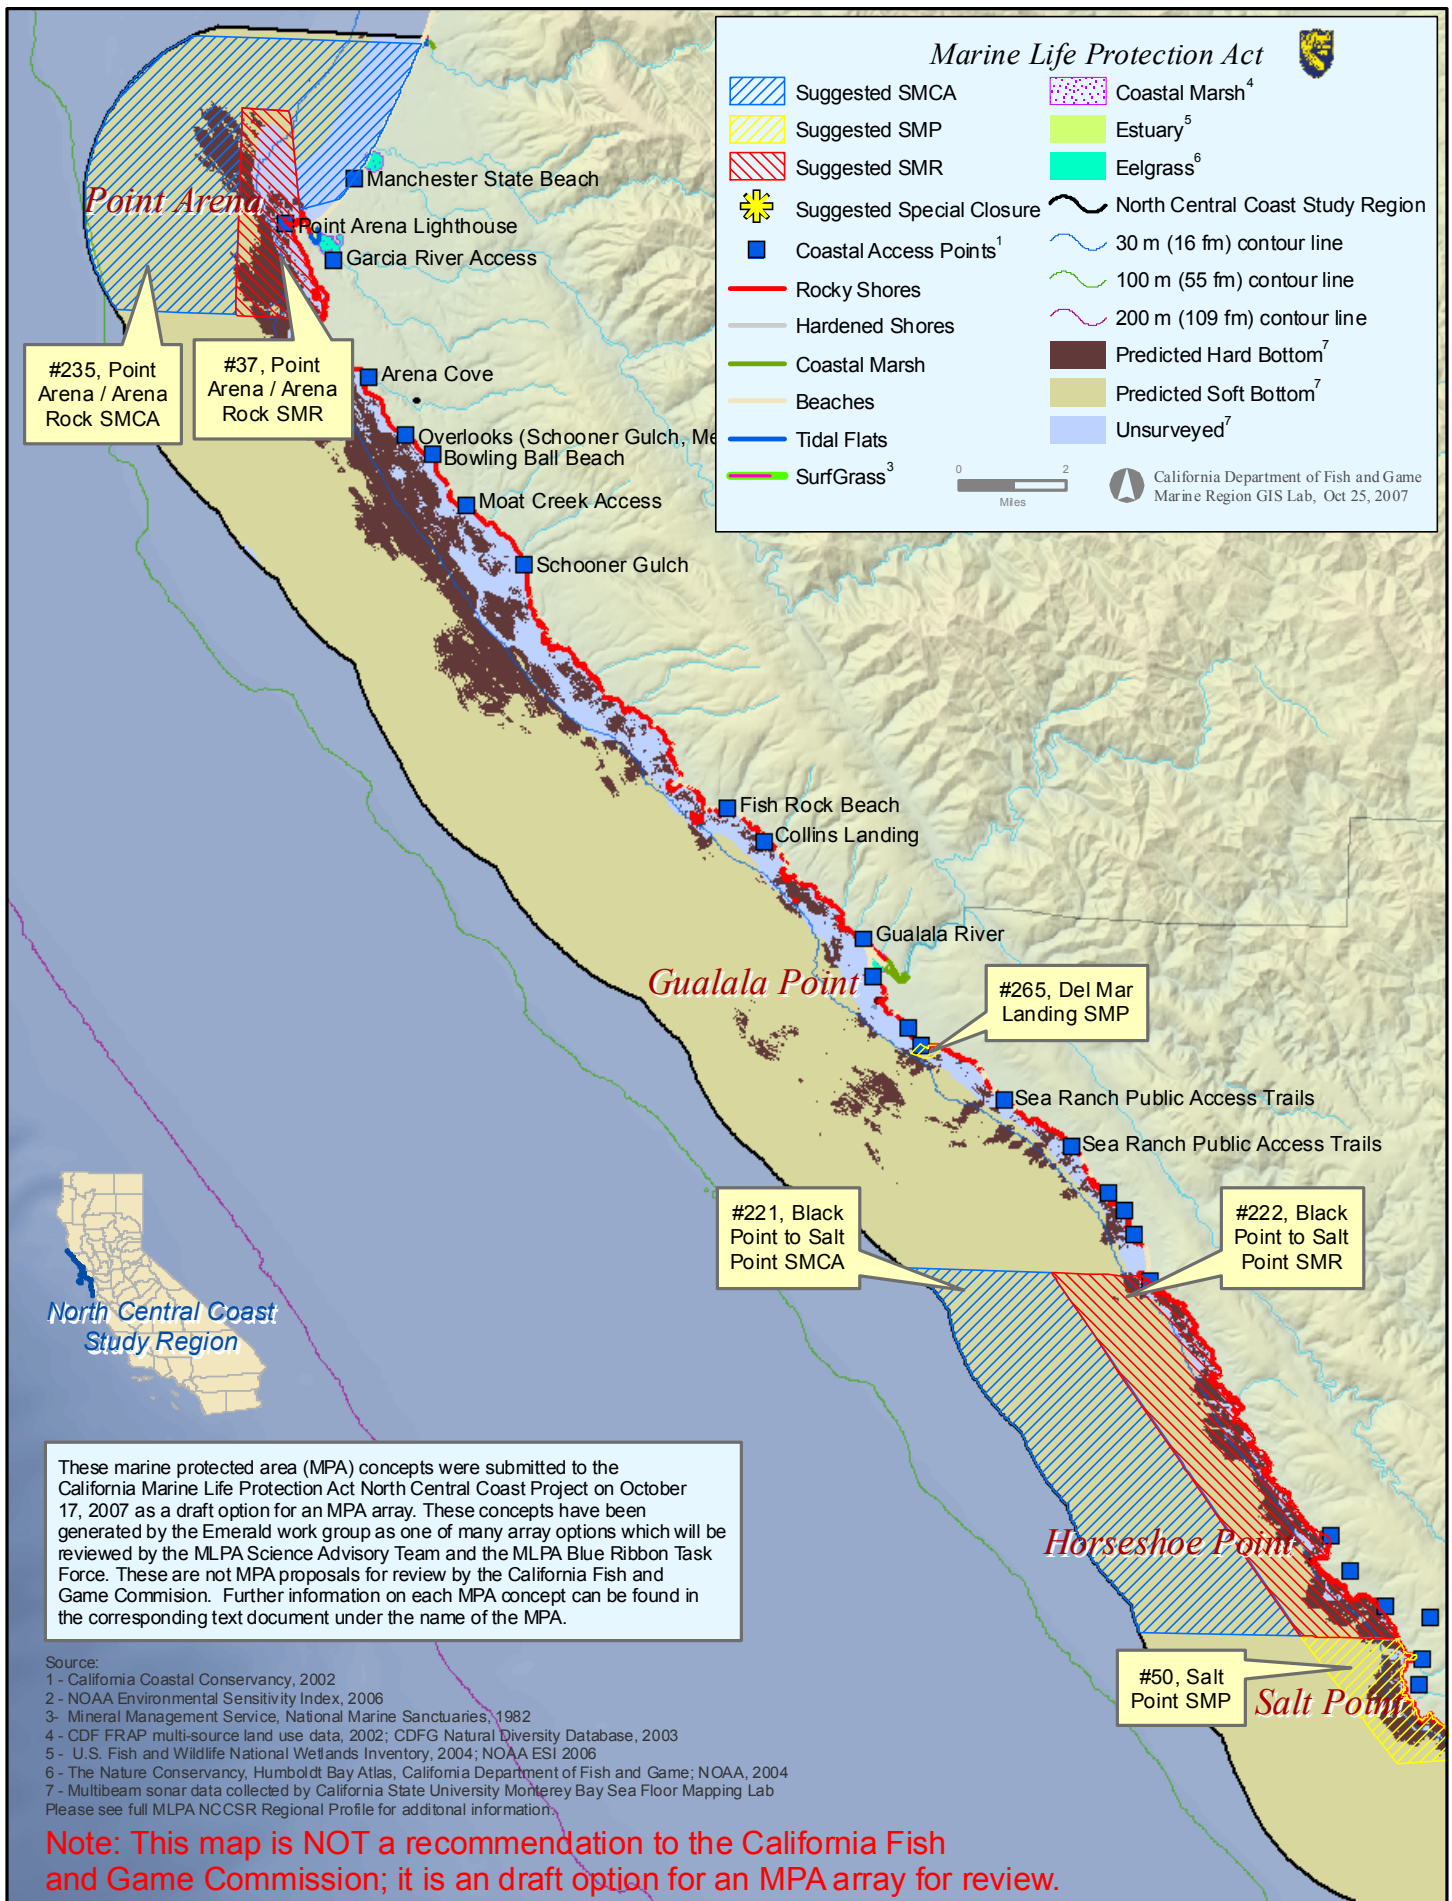 Marine Life Protection Act
Suggested SMCA
Suggested SMP
Suggested SMR
Suggested Special Closure
Coastal Access Points1
Rocky Shores
Hardened Shores
Coastal Marsh
Beaches
Tidal Flats
SurfGrass3
Coastal Marsh4
Estuary5
Eelgrass6
North Central Coast Study Region
30 m (16 fm) contour line
100 m (55 fm) contour line
200 m (109 fm) contour line
Predicted Hard Bottom7
Predicted Soft Bottom7
Unsurveyed7
0 2
Miles
California Department of Fish and Game
Marine Region GIS Lab, Oct 25, 2007
Manchester State Beach
Point Arena
Point Arena Lighthouse
Garcia River Access
#235, Point
Arena / Arena
Rock SMCA
#37, Point
Arena / Arena
Rock SMR
Arena Cove
Overlooks (Schooner Gulch, Me
Bowling Ball Beach
Moat Creek Access
Schooner Gulch
Fish Rock Beach
Collins Landing
Gualala River
Gualala Point
#265, Del Mar
Landing SMP
Sea Ranch Public Access Trails
Sea Ranch Public Access Trails
#221, Black
Point to Salt
Point SMCA
#222, Black
Point to Salt
Point SMR
North Central Coast
Study Region
Horseshoe Point
#50, Salt
Point SMP
Salt Point
These marine protected area (MPA) concepts were submitted to the
California Marine Life Protection Act North Central Coast Project on October
17, 2007 as a draft option for an MPA array. These concepts have been
generated by the Emerald work group as one of many array options which will be
reviewed by the MLPA Science Advisory Team and the MLPA Blue Ribbon Task
Force. These are not MPA proposals for review by the California Fish and
Game Commision. Further information on each MPA concept can be found in
the corresponding text document under the name of the MPA.
Source:
1 - California Coastal Conservancy, 2002
2 - NOAA Environmental Sensitivity Index, 2006
3- Mineral Management Service, National Marine Sanctuaries, 1982
4 - CDF FRAP multi-source land use data, 2002; CDFG Natural Diversity Database, 2003
5 - U.S. Fish and Wildlife National Wetlands Inventory, 2004; NOAA ESI 2006
6 - The Nature Conservancy, Humboldt Bay Atlas, California Department of Fish and Game; NOAA, 2004
7 - Multibeam sonar data collected by California State University Monterey Bay Sea Floor Mapping Lab
Please see full MLPA NCCSR Regional Profile for additonal information.
Note: This map is NOT a recommendation to the California Fish
and Game Commission; it is an draft option for an MPA array for review.